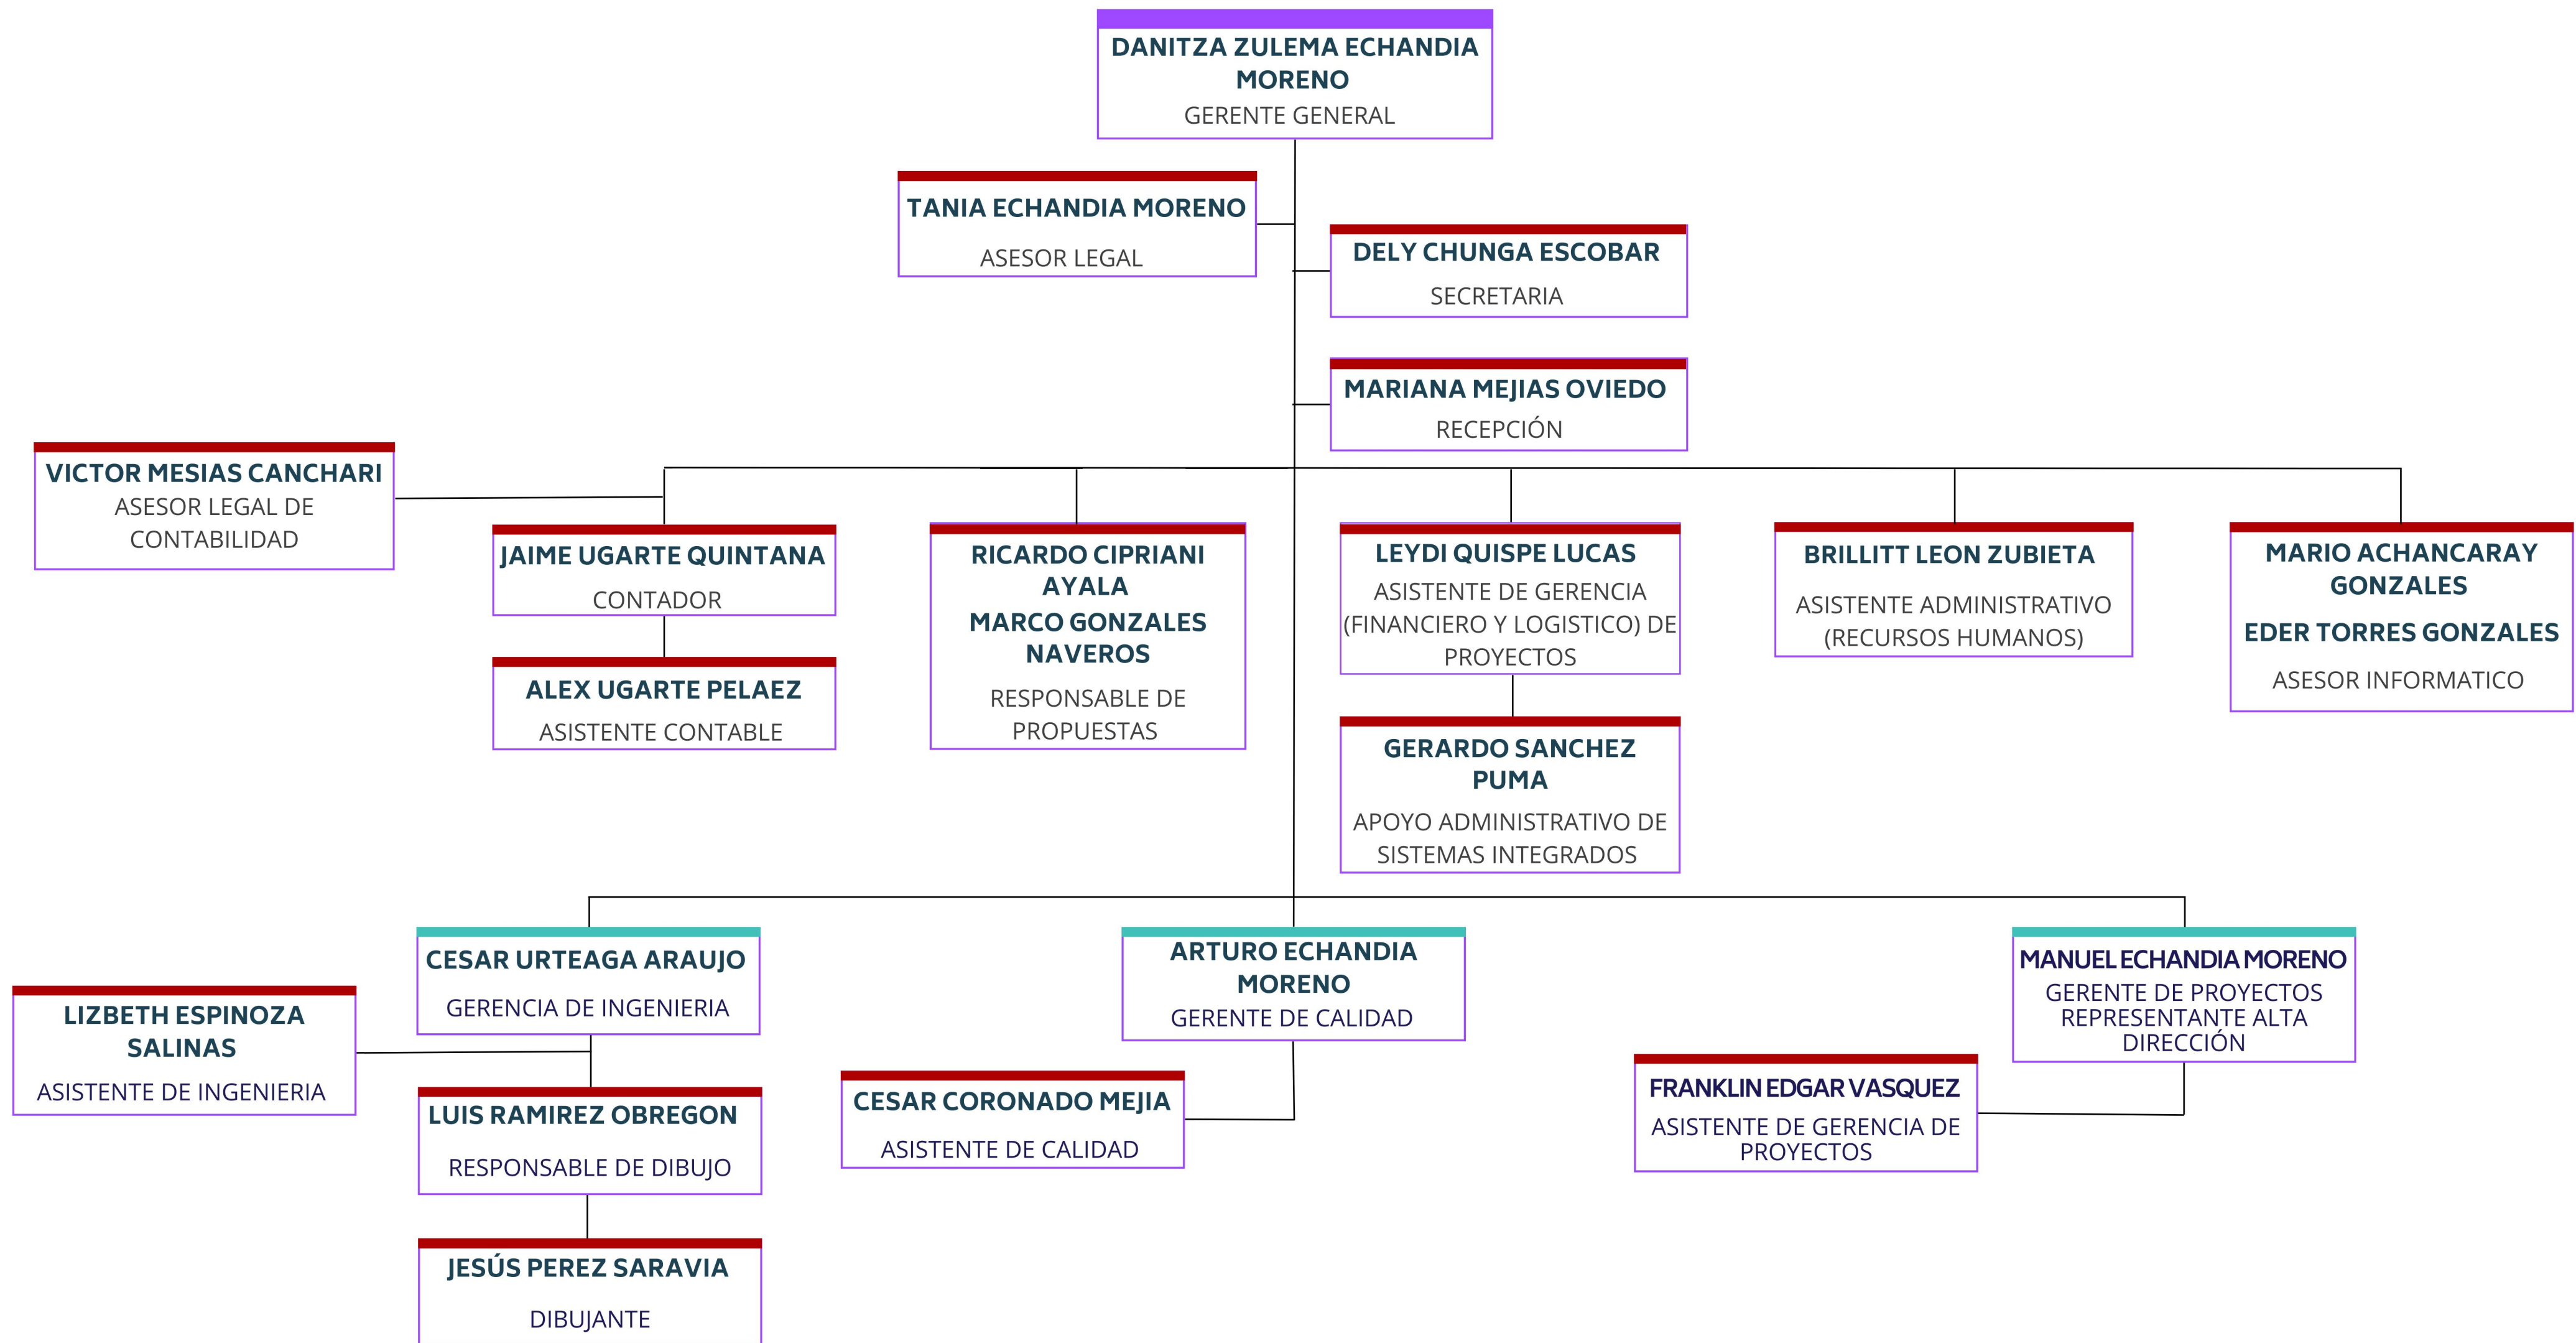 DANITZA ZULEMA ECHANDIA
MORENO
GERENTE GENERAL
TANIA ECHANDIA MORENO
ASESOR LEGAL
DELY CHUNGA ESCOBAR
SECRETARIA
MARIANA MEJIAS OVIEDO
RECEPCIÓN
VICTOR MESIAS CANCHARI
ASESOR LEGAL DE
CONTABILIDAD
JAIME UGARTE QUINTANA
CONTADOR
ALEX UGARTE PELAEZ
ASISTENTE CONTABLE
RICARDO CIPRIANI
AYALA
MARCO GONZALES
NAVEROS
RESPONSABLE DE
PROPUESTAS
LEYDI QUISPE LUCAS
ASISTENTE DE GERENCIA
(FINANCIERO Y LOGISTICO) DE
PROYECTOS
GERARDO SANCHEZ
PUMA
APOYO ADMINISTRATIVO DE
SISTEMAS INTEGRADOS
BRILLITT LEON ZUBIETA
ASISTENTE ADMINISTRATIVO
(RECURSOS HUMANOS)
MARIO ACHANCARAY
GONZALES
EDER TORRES GONZALES
ASESOR INFORMATICO
CESAR URTEAGA ARAUJO
GERENCIA DE INGENIERIA
LIZBETH ESPINOZA
SALINAS
ASISTENTE DE INGENIERIA
LUIS RAMIREZ OBREGON
RESPONSABLE DE DIBUJO
JESÚS PEREZ SARAVIA
DIBUJANTE
ARTURO ECHANDIA
MORENO
GERENTE DE CALIDAD
CESAR CORONADO MEJIA
ASISTENTE DE CALIDAD
MANUEL ECHANDIA MORENO
GERENTE DE PROYECTOS
REPRESENTANTE ALTA
DIRECCIÓN
FRANKLIN EDGAR VASQUEZ
ASISTENTE DE GERENCIA DE
PROYECTOS